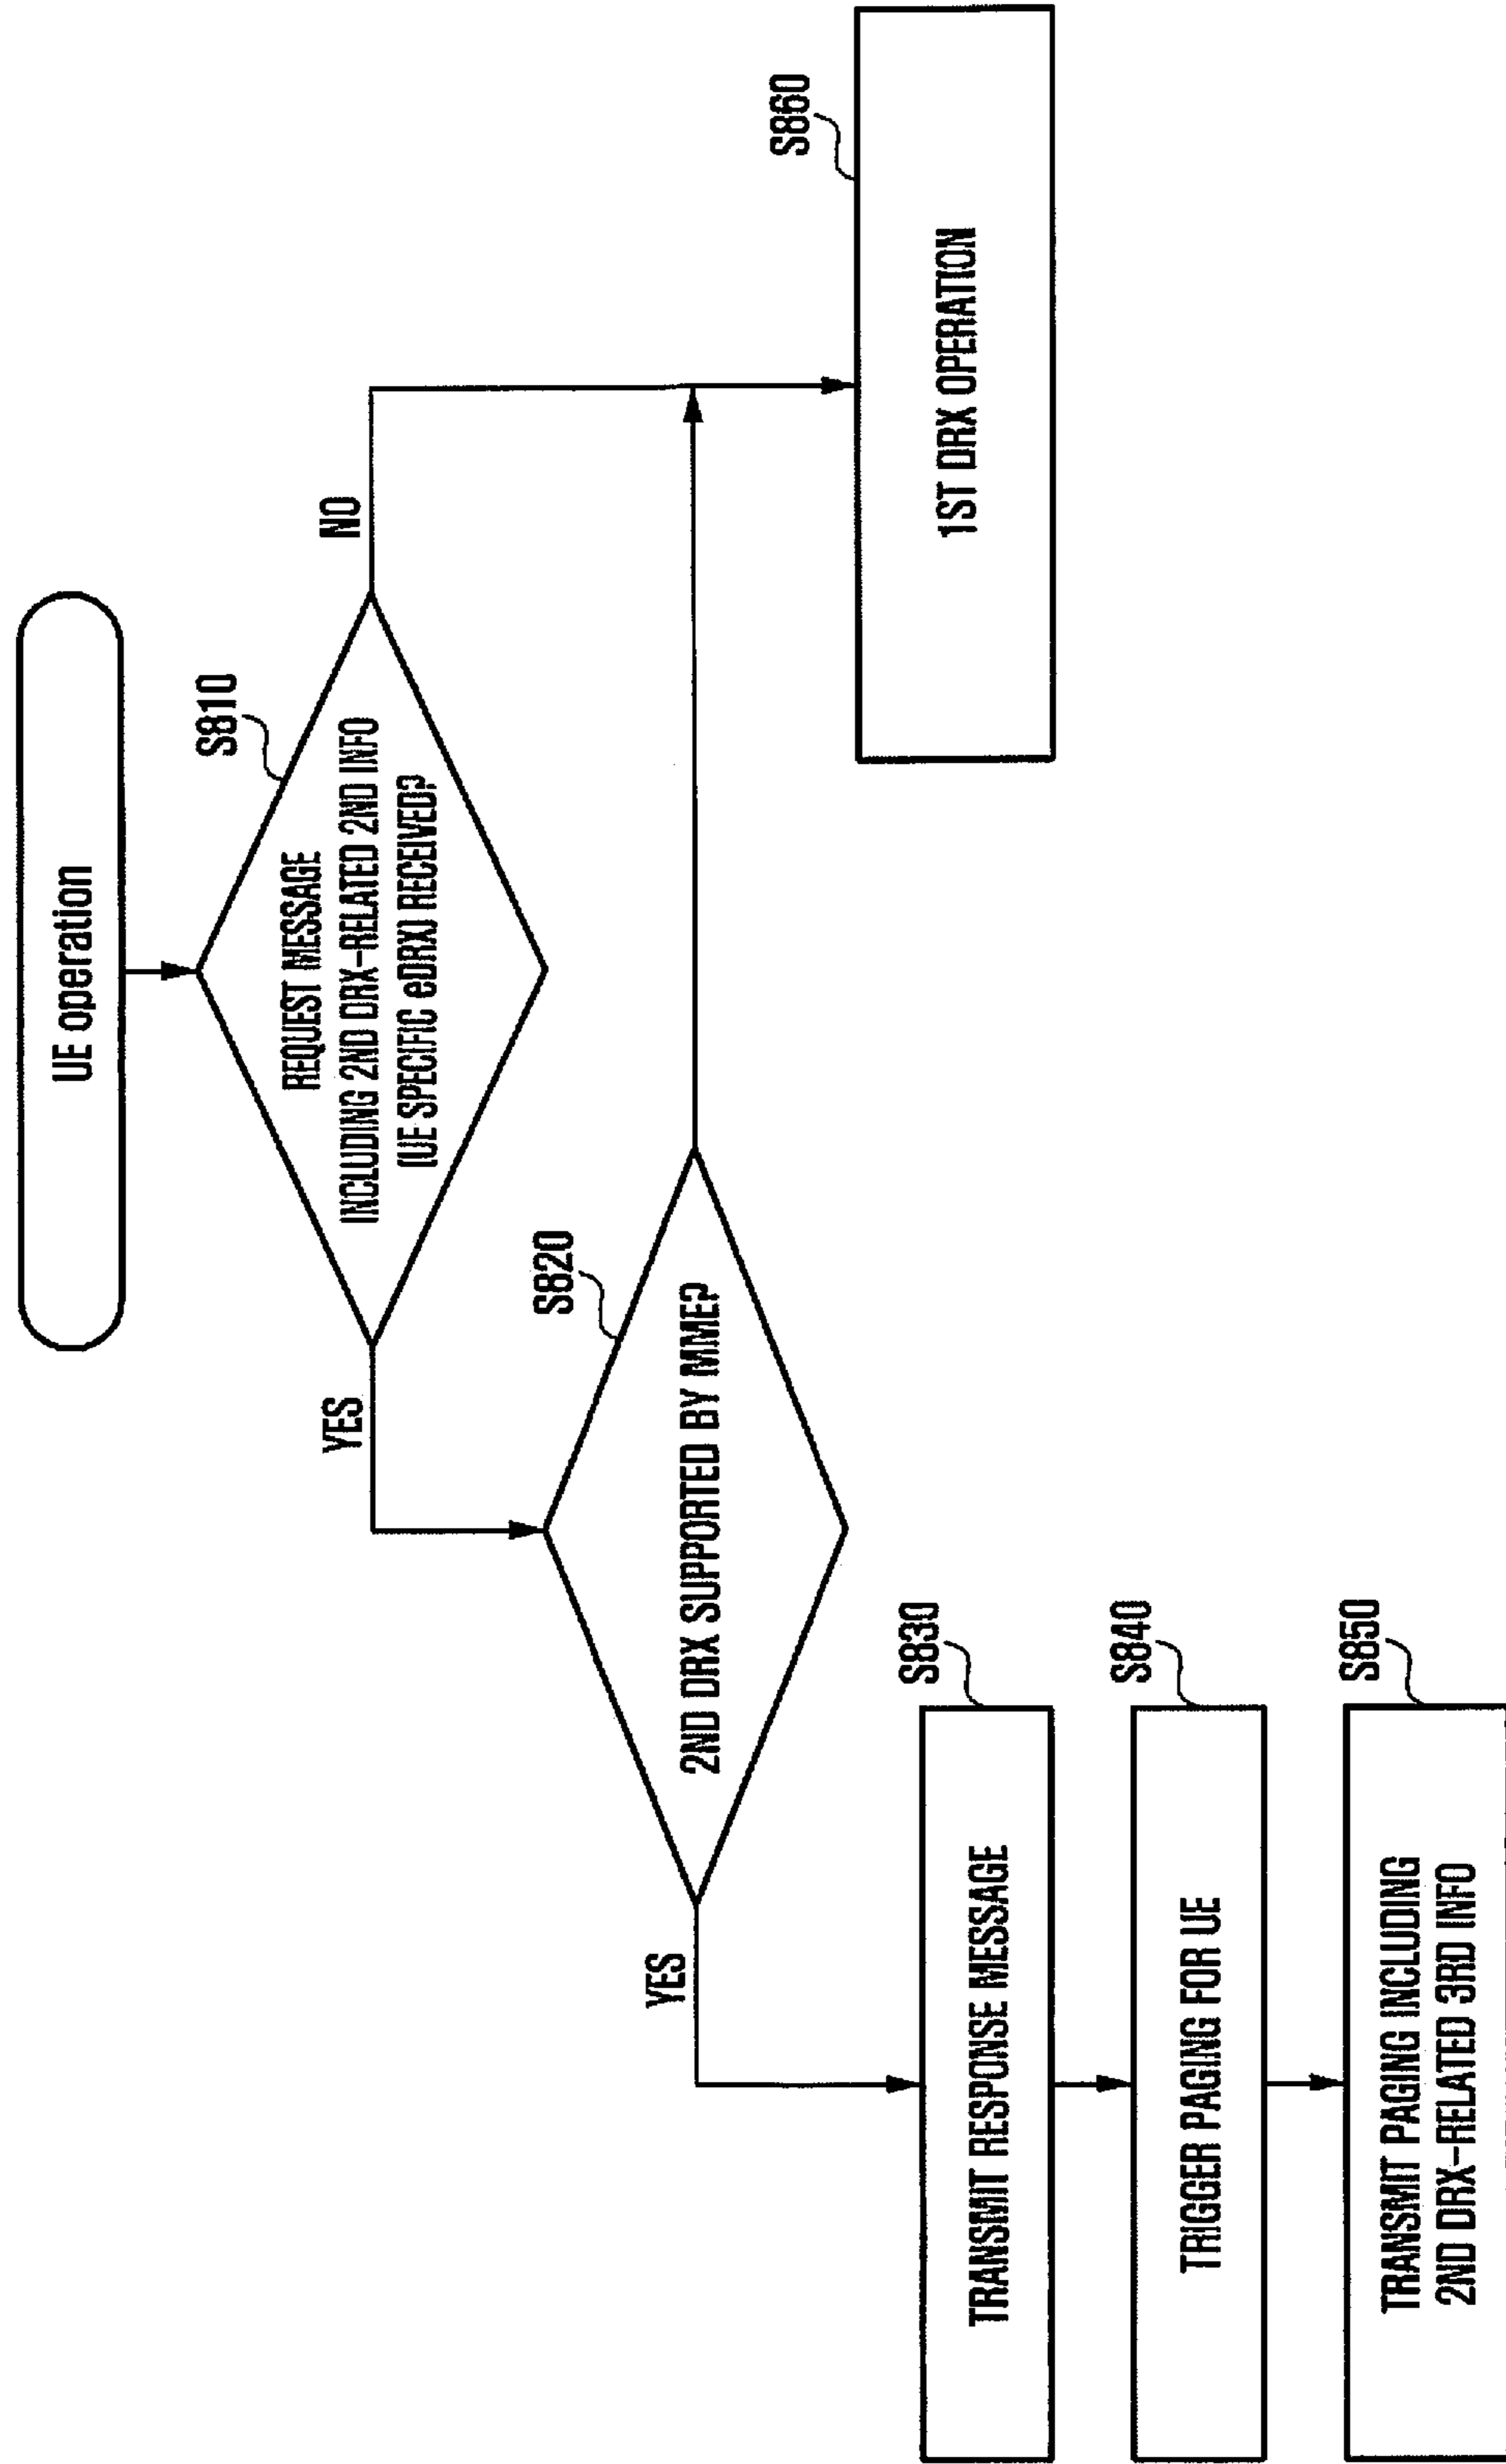 UE operation
S810
REQUEST MESSAGE
INCLUDING 2ND DRX-RELATED 2ND INFO
(UE SPECIFIC eDRX) RECEIVED?
YES
NO
S820
2ND DRX SUPPORTED BY MME?
YES
S830
TRANSMIT RESPONSE MESSAGE
S840
TRIGGER PAGING FOR UE
S850
TRANSMIT PAGING INCLUDING
2ND DRX-RELATED 3RD INFO
S860
1ST DRX OPERATION